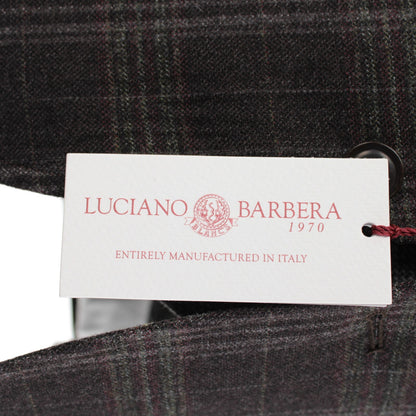 LUCIANO BARBERA
1970
ENTIRELY MANUFACTURED IN ITALY